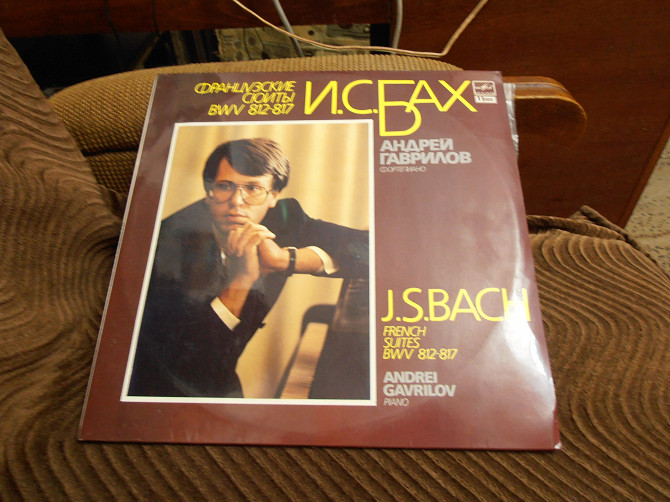 ФРАНЦУЗСКИЕ
СЮИТЫ
BWV 812-817
И.С.БАХ
АНДРЕЙ
ГАВРИЛОВ
ФОРТЕПИАНО
J.S.BACH
FRENCH
SUITES
BWV 812-817
ANDREI
GAVRILOV
PIANO